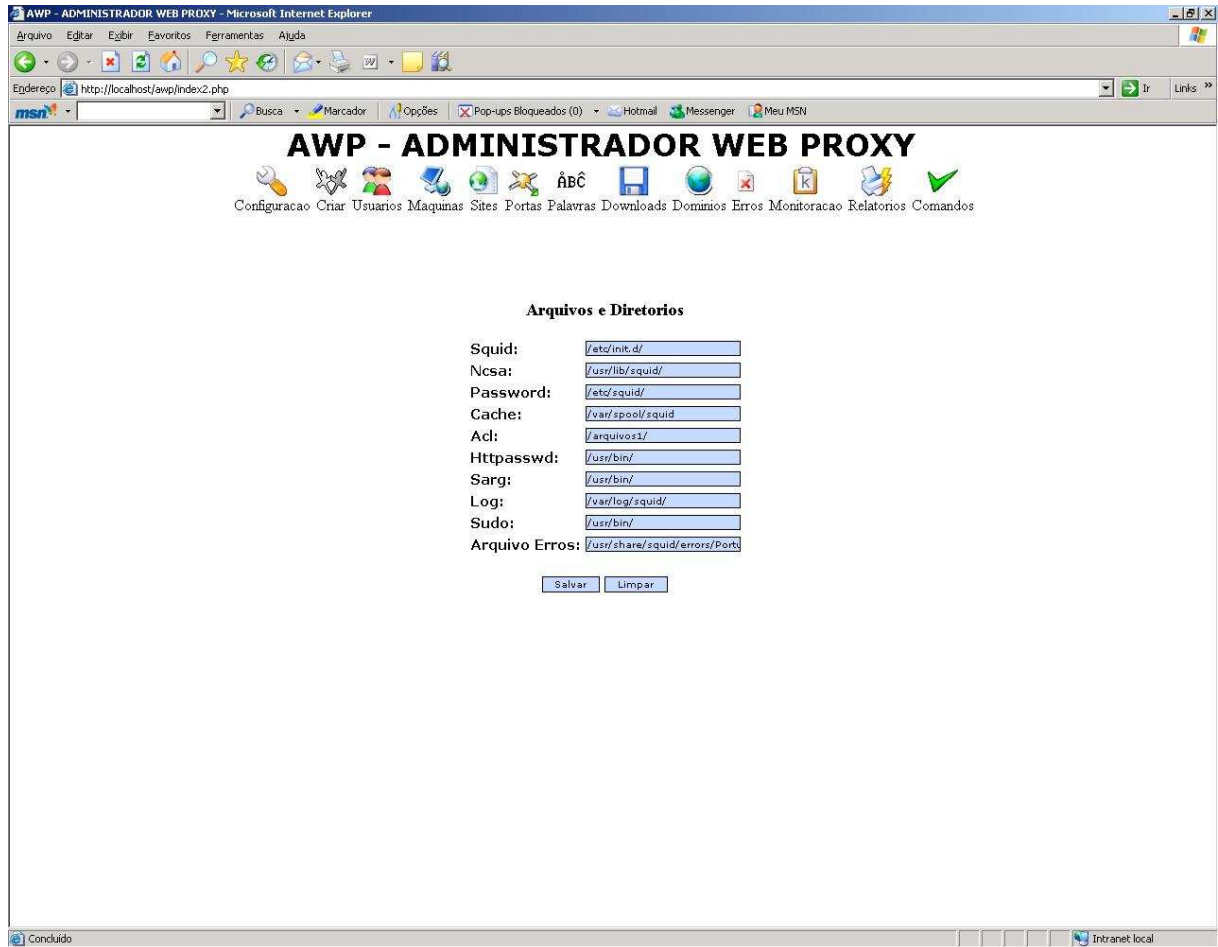 AWP - ADMINISTRADOR WEB PROXY - Microsoft Internet Explorer
Arquivo Editar Exibir Favoritos Ferramentas Ajuda
Endereço http://localhost/awp/index2.php Ir Links »
msn Busca Marcador Opções Pop-ups Bloqueados (0) Hotmail Messenger Meu MSN
AWP - ADMINISTRADOR WEB PROXY
ÅBĈ k
Configuracao Criar Usuarios Maquinas Sites Portas Palavras Downloads Dominios Erros Monitoracao Relatorios Comandos
Arquivos e Diretorios
Squid: /etc/init.d/
Ncsa: /usr/lib/squid/
Password: /etc/squid/
Cache: /var/spool/squid
Acl: /arquivos1/
Httpasswd: /usr/bin/
Sarg: /usr/bin/
Log: /var/log/squid/
Sudo: /usr/bin/
Arquivo Erros: /usr/share/squid/errors/Portu
Salvar Limpar
Concluído Intranet local